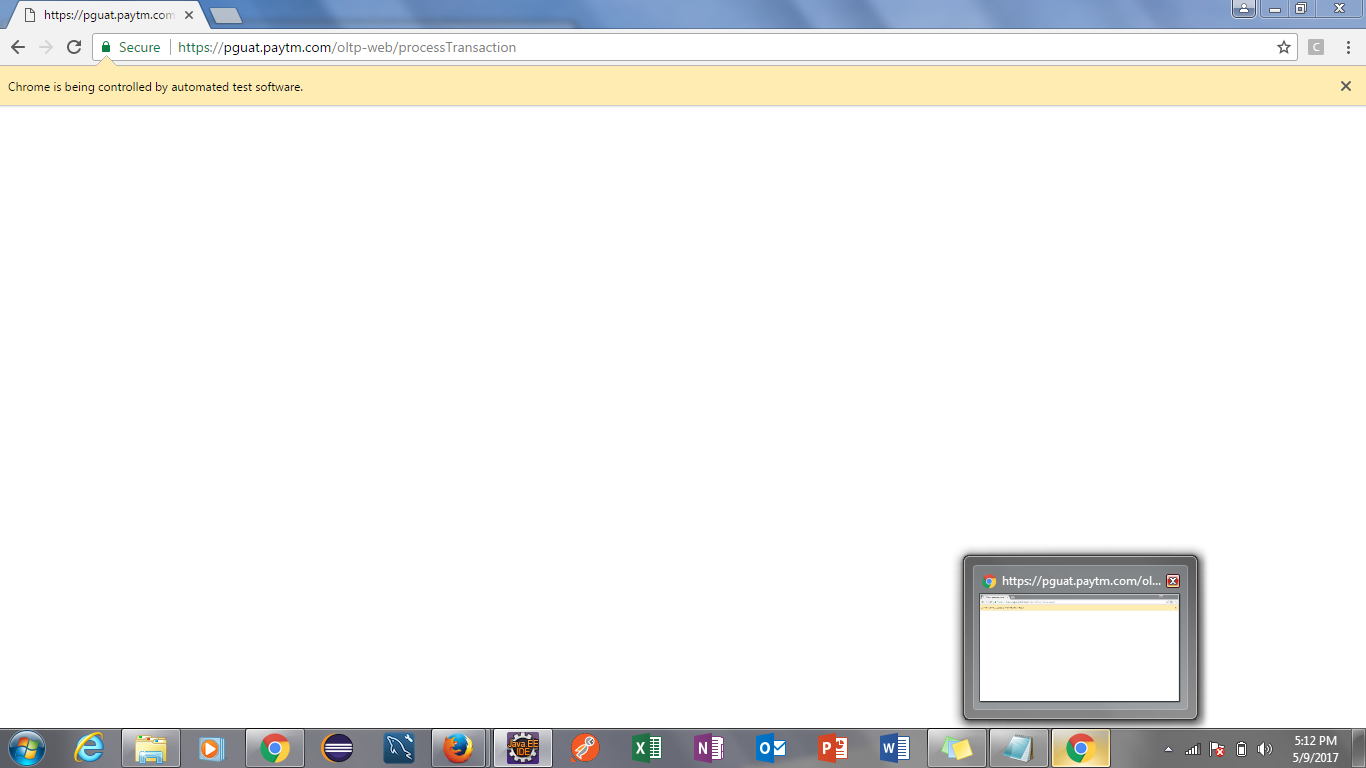 https://pguat.paytm.com
Secure
https://pguat.paytm.com/oltp-web/processTransaction
C
Chrome is being controlled by automated test software.
https://pguat.paytm.com/ol...
Java EE
IDE
5:12 PM
5/9/2017